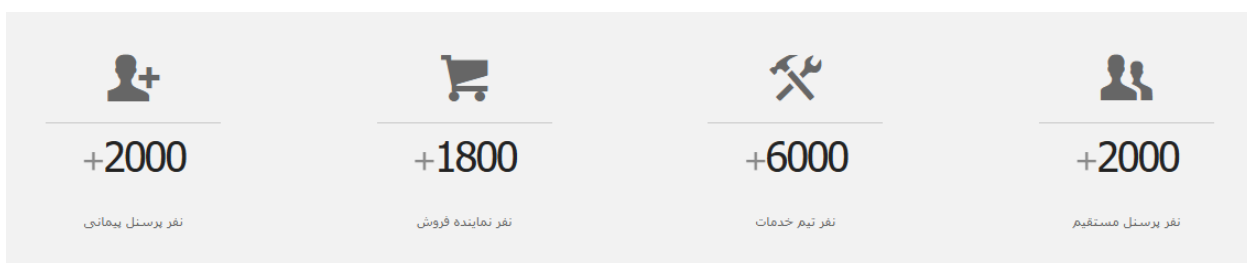 +2000
نفر پرسنل مستقیم
+6000
نفر تیم خدمات
+1800
نفر نماینده فروش
+2000
نفر پرسنل پیمانی